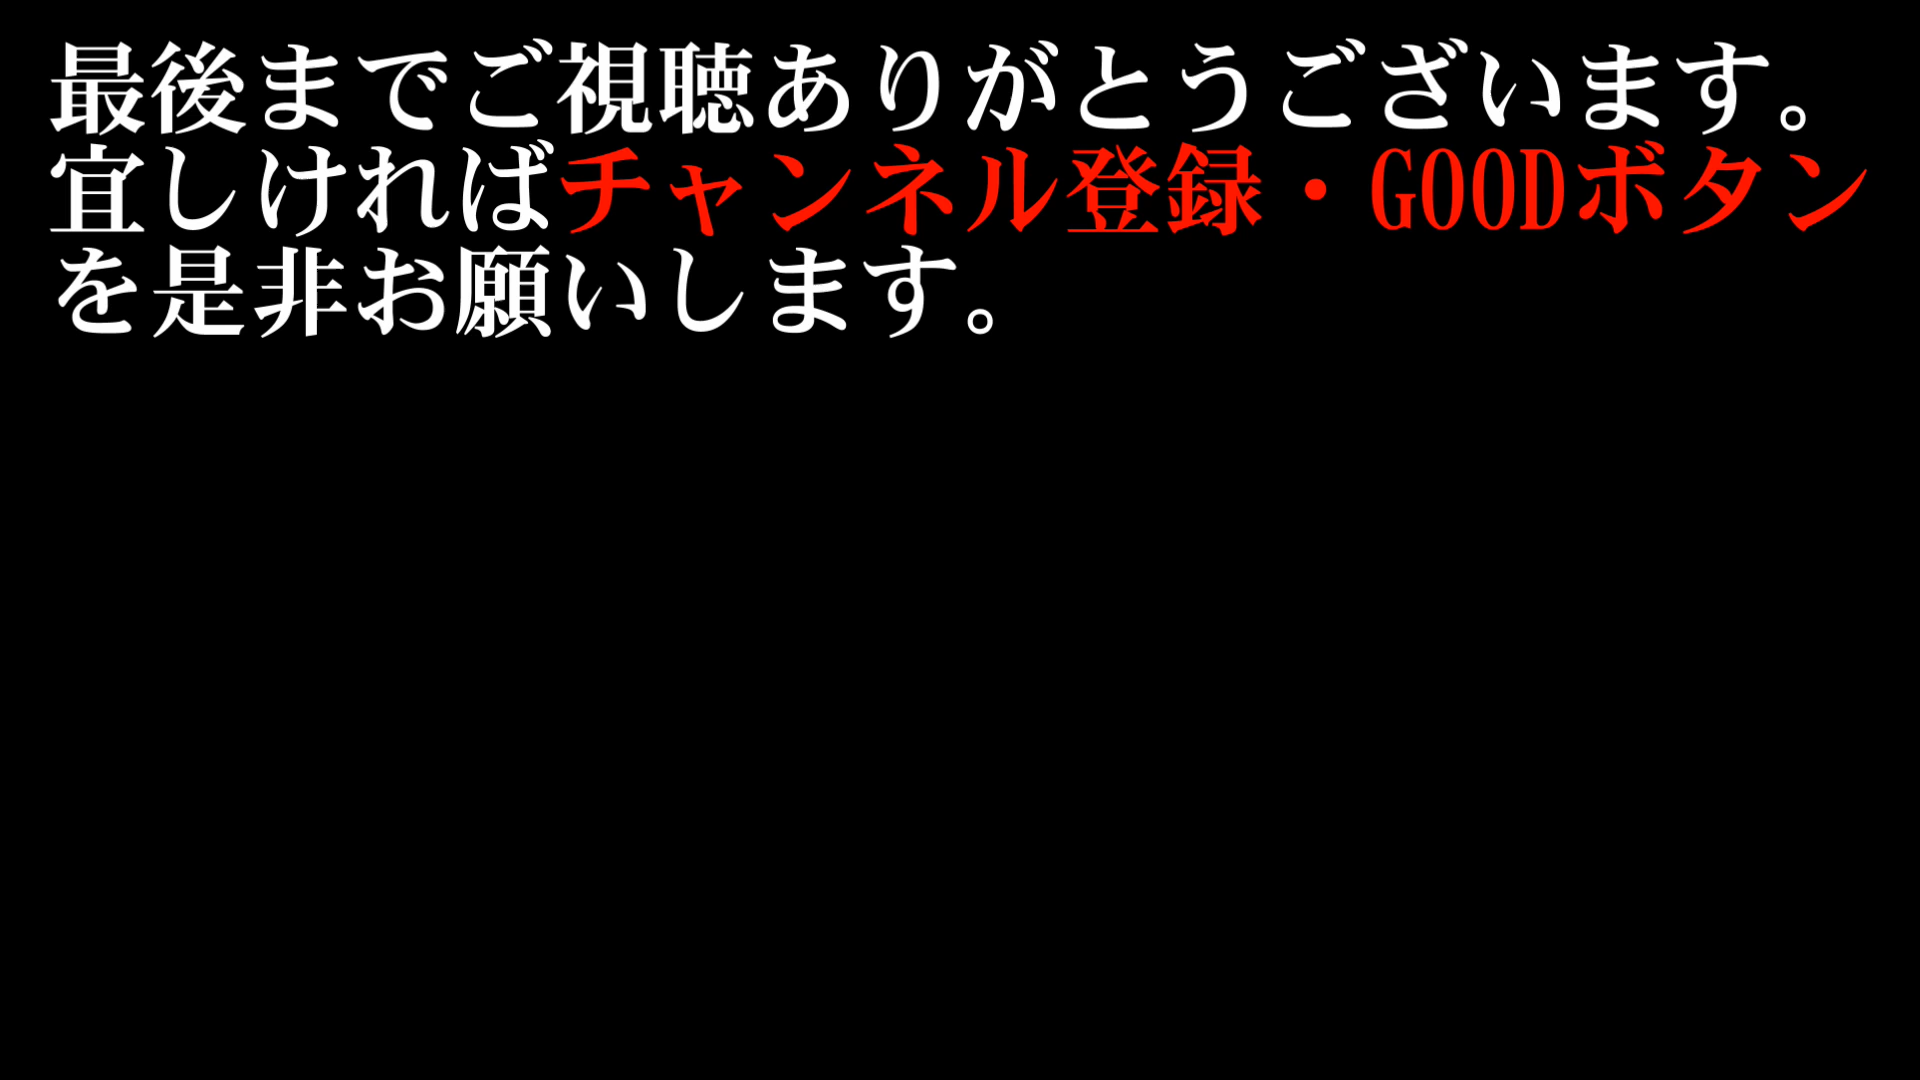 最後までご視聴ありがとうございます。
宜しければチャンネル登録・GOODボタン
を是非お願いします。